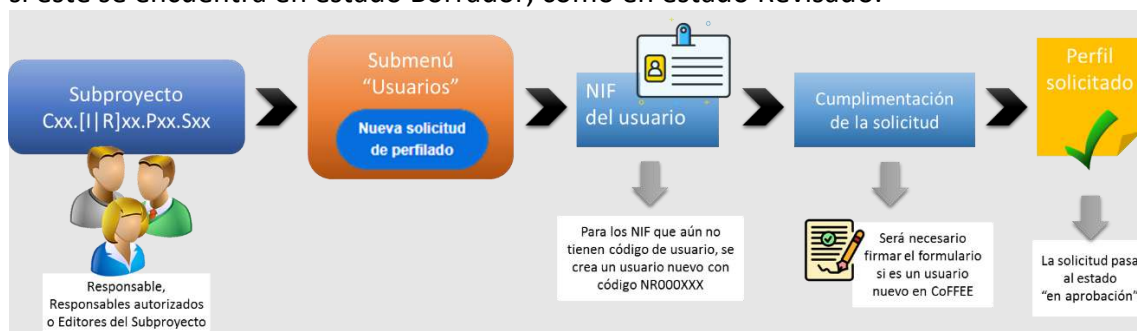 si este se encuentra en estado Borrador, como en estado Revisado.
Subproyecto
Cxx.[I|R]xx.Pxx.Sxx
Responsable,
Responsables autorizados
o Editores del Subproyecto
Submenú
“Usuarios”
Nueva solicitud
de perfilado
NIF
del usuario
Para los NIF que aún no
tienen código de usuario, se
crea un usuario nuevo con
código NR000XXX
Cumplimentación
de la solicitud
Será necesario
firmar el formulario
si es un usuario
nuevo en CoFFEE
Perfil
solicitado
La solicitud pasa
al estado
“en aprobación”